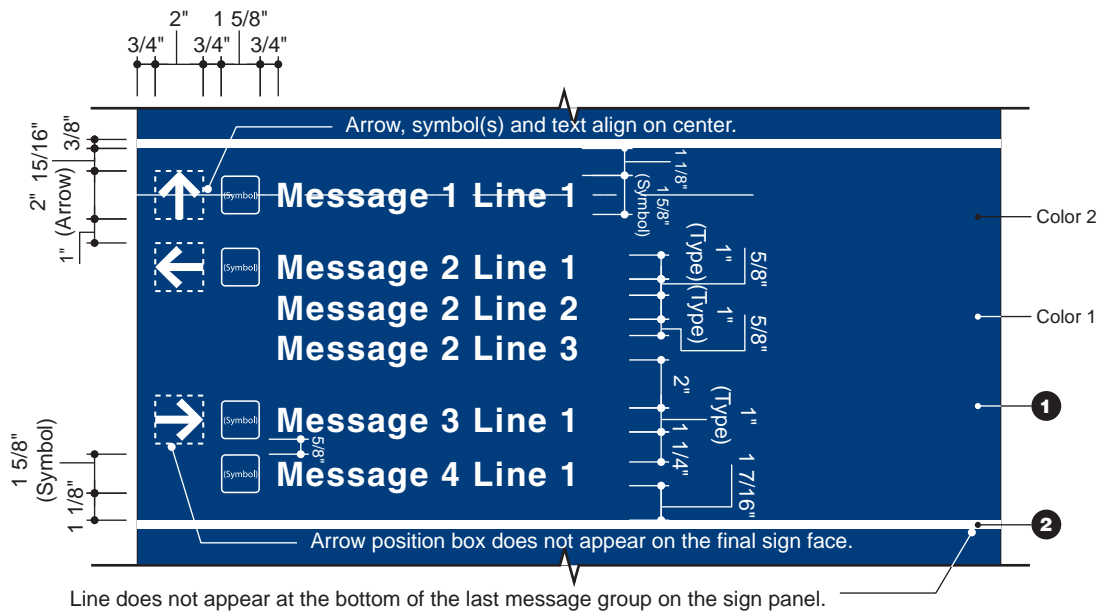 2" 1 5/8"
3/4" 3/4" 3/4"
Arrow, symbol(s) and text align on center.
3/8"
15/16"
2"
(Arrow)
1"
1 1/8"
1 5/8"
(Symbol)
(Symbol) Message 1 Line 1
Color 2
(Symbol) Message 2 Line 1
Message 2 Line 2
Message 2 Line 3
1"
(Type)
5/8"
1"
(Type)
5/8"
Color 1
2"
1"
(Type)
1 1/4"
1 7/16"
1
(Symbol) Message 3 Line 1
5/8"
(Symbol) Message 4 Line 1
1 5/8"
(Symbol)
1 1/8"
2
Arrow position box does not appear on the final sign face.
Line does not appear at the bottom of the last message group on the sign panel.